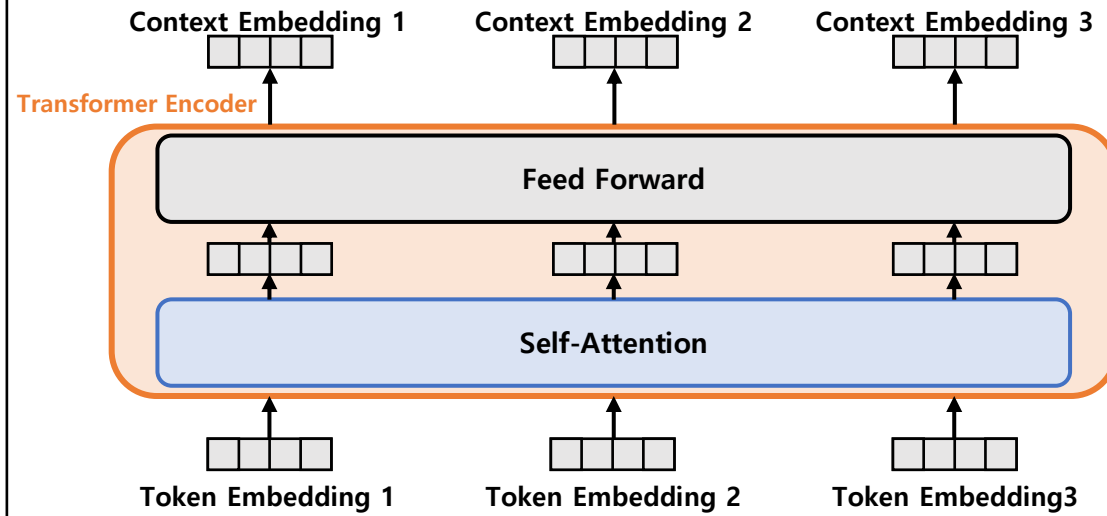 Context Embedding 1 Context Embedding 2 Context Embedding 3
Transformer Encoder
Feed Forward
Self-Attention
Token Embedding 1 Token Embedding 2 Token Embedding3